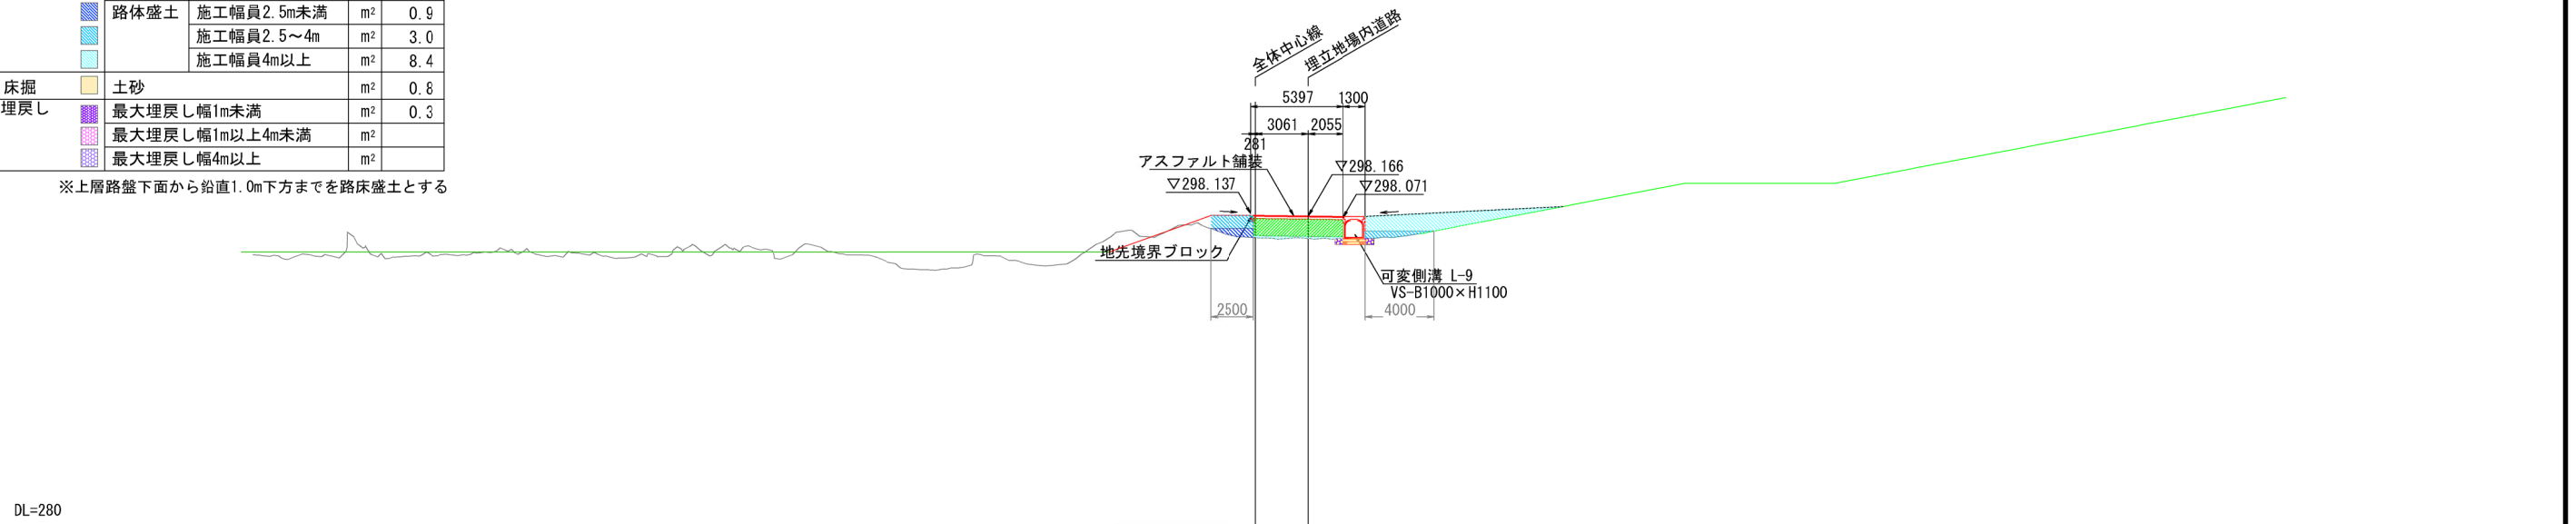 路体盛土 施工幅員2.5m未満 m² 0.9
施工幅員2.5～4m m² 3.0
施工幅員4m以上 m² 8.4
床掘 土砂 m² 0.8
埋戻し 最大埋戻し幅1m未満 m² 0.3
最大埋戻し幅1m以上4m未満 m²
最大埋戻し幅4m以上 m²
※上層路盤下面から鉛直1.0m下方までを路床盛土とする
全体中心線
埋立地場内道路
5397 1300
3061 2055
281
アスファルト舗装
▽298.166
▽298.137
▽298.071
地先境界ブロック
可変側溝 L-9
VS-B1000×H1100
2500
4000
DL=280